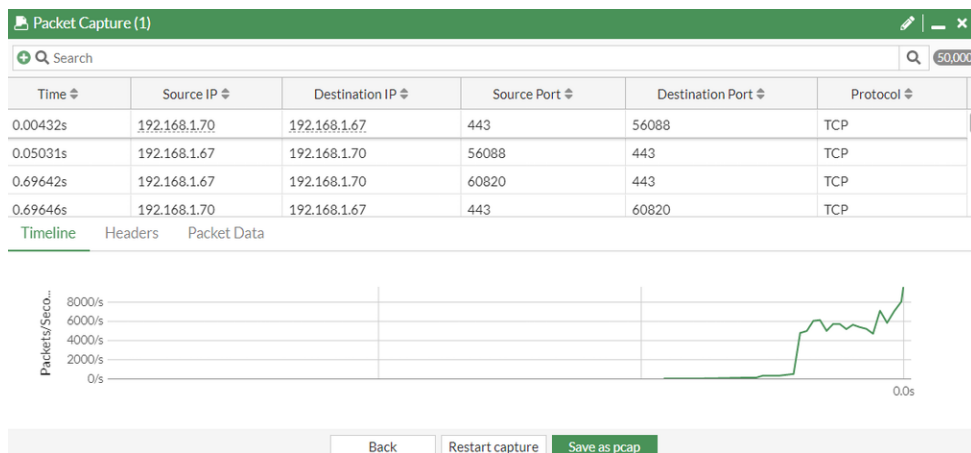 Packet Capture (1)
Search 50,000
Time Source IP Destination IP Source Port Destination Port Protocol
0.00432s 192.168.1.70 192.168.1.67 443 56088 TCP
0.05031s 192.168.1.67 192.168.1.70 56088 443 TCP
0.69642s 192.168.1.67 192.168.1.70 60820 443 TCP
0.69646s 192.168.1.70 192.168.1.67 443 60820 TCP
Timeline Headers Packet Data
Packets/Seco...
8000/s
6000/s
4000/s
2000/s
0/s
0.0s
Back Restart capture Save as pcap